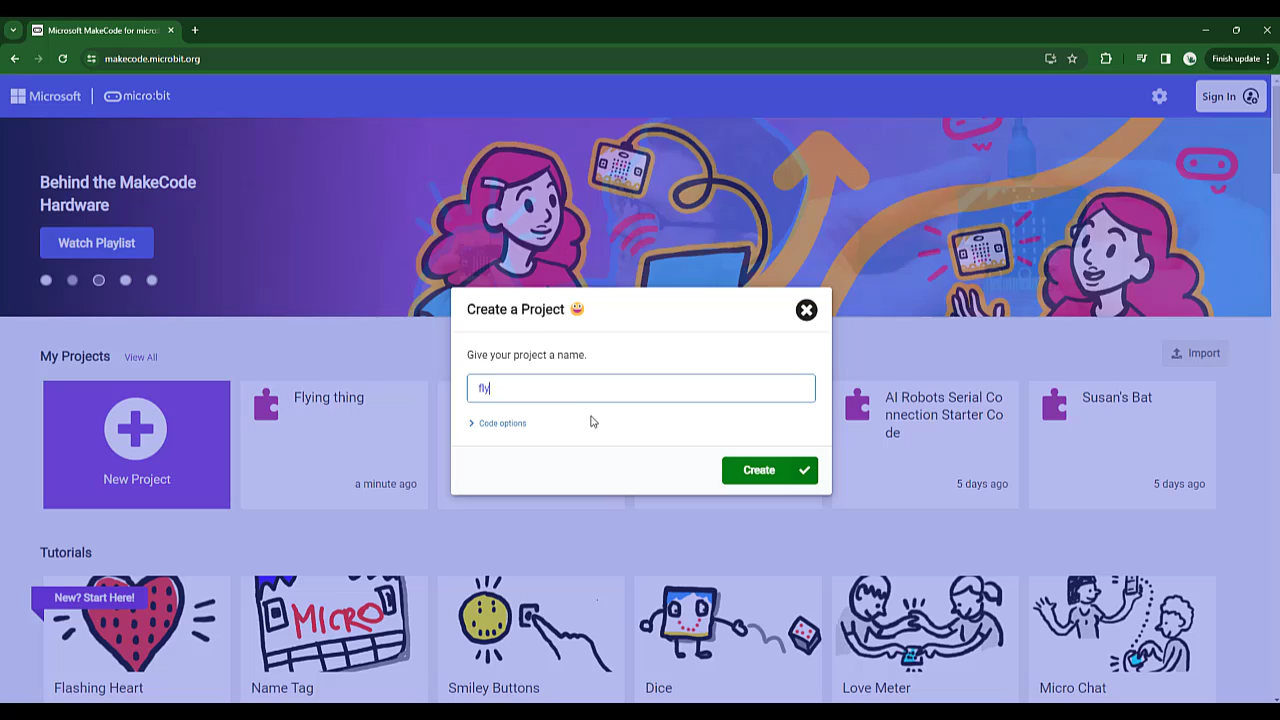 Microsoft MakeCode for micro
makecode.microbit.org
Finish update
Microsoft
micro:bit
Sign In
Behind the MakeCode
Hardware
Watch Playlist
Create a Project
Give your project a name.
fly
Code options
Create
My Projects
View All
Import
New Project
Flying thing
a minute ago
AI Robots Serial Co
nnection Starter Co
de
5 days ago
Susan's Bat
5 days ago
Tutorials
New? Start Here!
MICRO
Flashing Heart
Name Tag
Smiley Buttons
Dice
Love Meter
Micro Chat